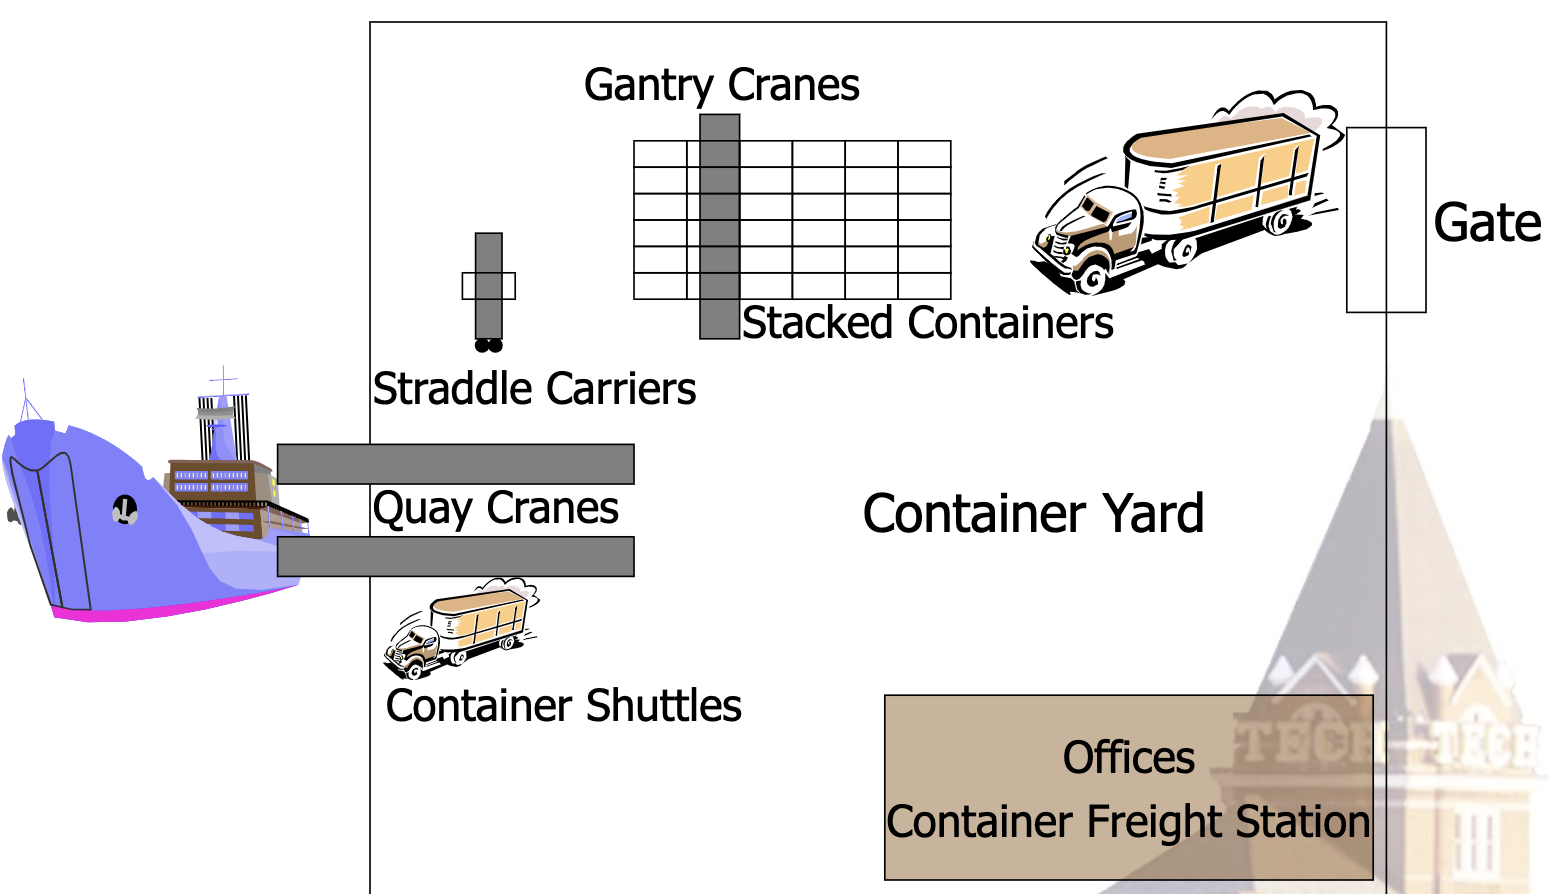 Gantry Cranes
Gate
Stacked Containers
Straddle Carriers
Quay Cranes
Container Yard
Container Shuttles
TECH TECH
Offices
Container Freight Station